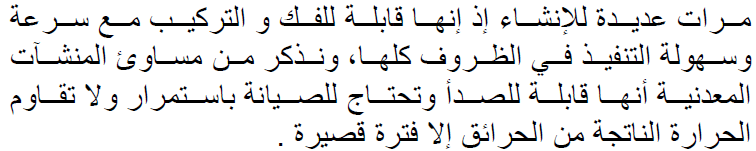 مرات عديدة للإنشاء إذ إنها قابلة للفك و التركيب مع سرعة
وسهولة التنفيذ في الظروف كلها، ونذكر من مساوئ المنشآت
المعدنية أنها قابلة للصدأ وتحتاج للصيانة باستمرار ولا تقاوم
الحرارة الناتجة من الحرائق إلا فترة قصيرة .